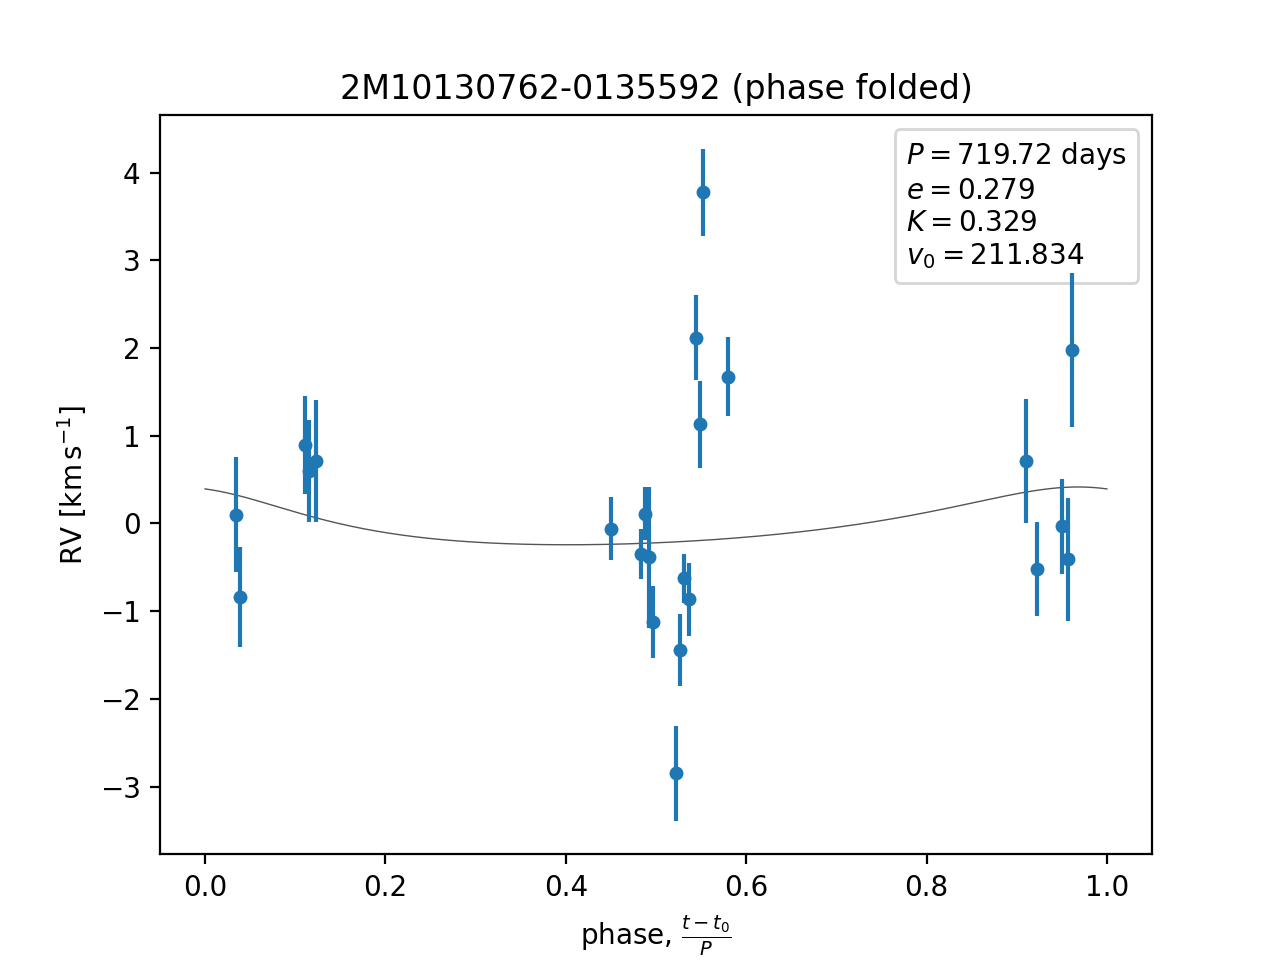 2M10130762-0135592 (phase folded)
P = 719.72 days
e = 0.279
K = 0.329
v₀ = 211.834
4
3
2
1
0
−1
−2
−3
RV [km s⁻¹]
0.0 0.2 0.4 0.6 0.8 1.0
phase, (t − t₀)/P